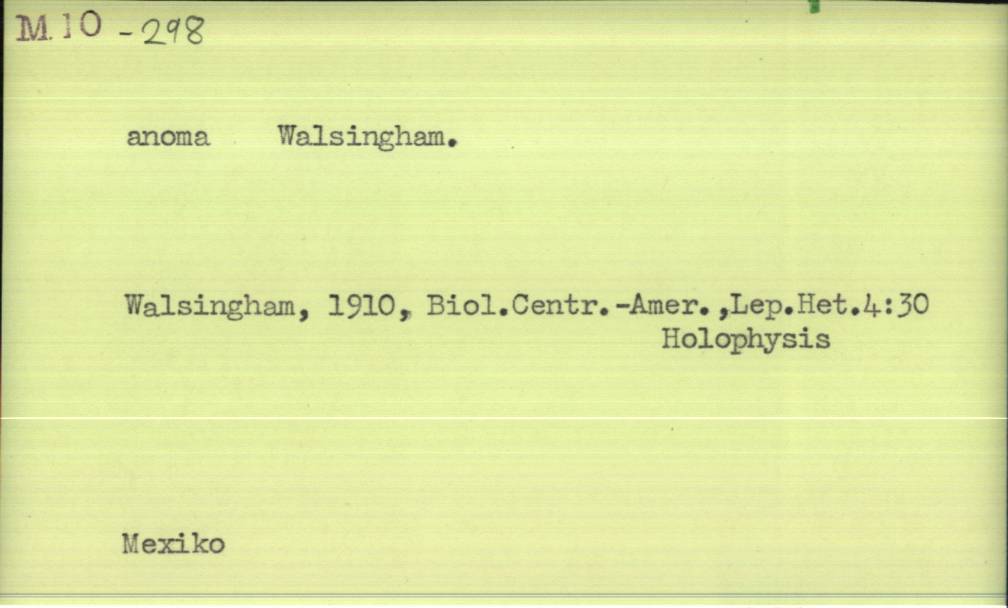 M.10 -298
anoma Walsingham.
Walsingham, 1910, Biol.Centr.-Amer.,Lep.Het.4:30
Holophysis
Mexiko